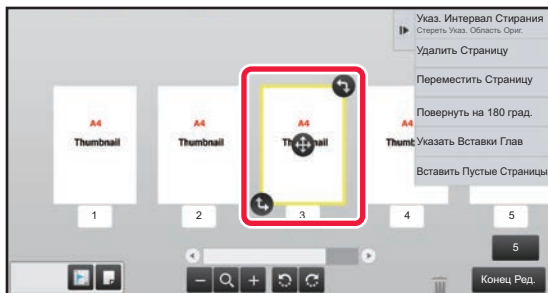 Указ. Интервал Стирания
Стереть Указ. Область Ориг.
Удалить Страницу
Переместить Страницу
Повернуть на 180 град.
Указать Вставки Глав
Вставить Пустые Страницы
A4
Thumbnail
A4
Thumbnail
A4
A4
1
2
3
4
5
5
Конец Ред.